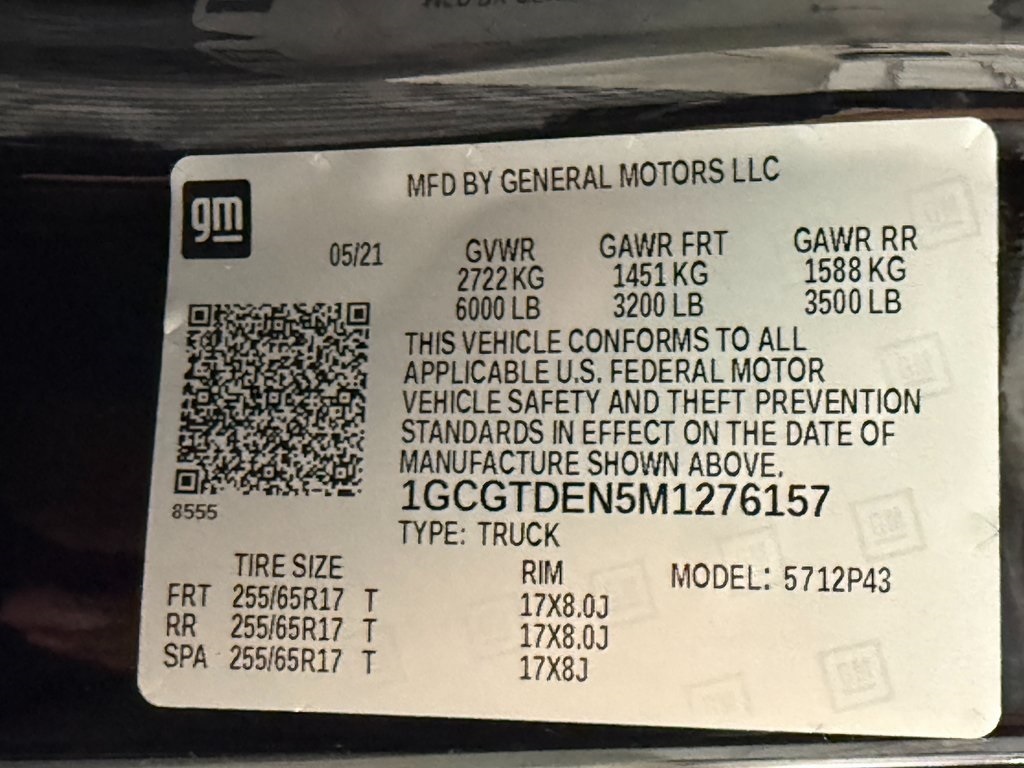 gm
MFD BY GENERAL MOTORS LLC
05/21
GVWR GAWR FRT GAWR RR
2722 KG 1451 KG 1588 KG
6000 LB 3200 LB 3500 LB
THIS VEHICLE CONFORMS TO ALL
APPLICABLE U.S. FEDERAL MOTOR
VEHICLE SAFETY AND THEFT PREVENTION
STANDARDS IN EFFECT ON THE DATE OF
MANUFACTURE SHOWN ABOVE.
8555
1GCGTDEN5M1276157
TYPE: TRUCK
TIRE SIZE RIM MODEL: 5712P43
FRT 255/65R17 T 17X8.0J
RR 255/65R17 T 17X8.0J
SPA 255/65R17 T 17X8J